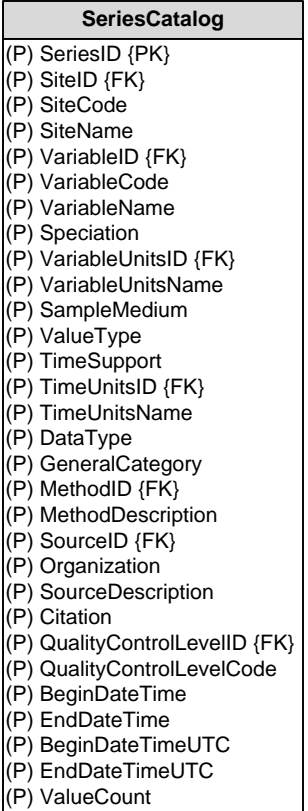 SeriesCatalog
(P) SeriesID {PK}
(P) SiteID {FK}
(P) SiteCode
(P) SiteName
(P) VariableID {FK}
(P) VariableCode
(P) VariableName
(P) Speciation
(P) VariableUnitsID {FK}
(P) VariableUnitsName
(P) SampleMedium
(P) ValueType
(P) TimeSupport
(P) TimeUnitsID {FK}
(P) TimeUnitsName
(P) DataType
(P) GeneralCategory
(P) MethodID {FK}
(P) MethodDescription
(P) SourceID {FK}
(P) Organization
(P) SourceDescription
(P) Citation
(P) QualityControlLevelID {FK}
(P) QualityControlLevelCode
(P) BeginDateTime
(P) EndDateTime
(P) BeginDateTimeUTC
(P) EndDateTimeUTC
(P) ValueCount